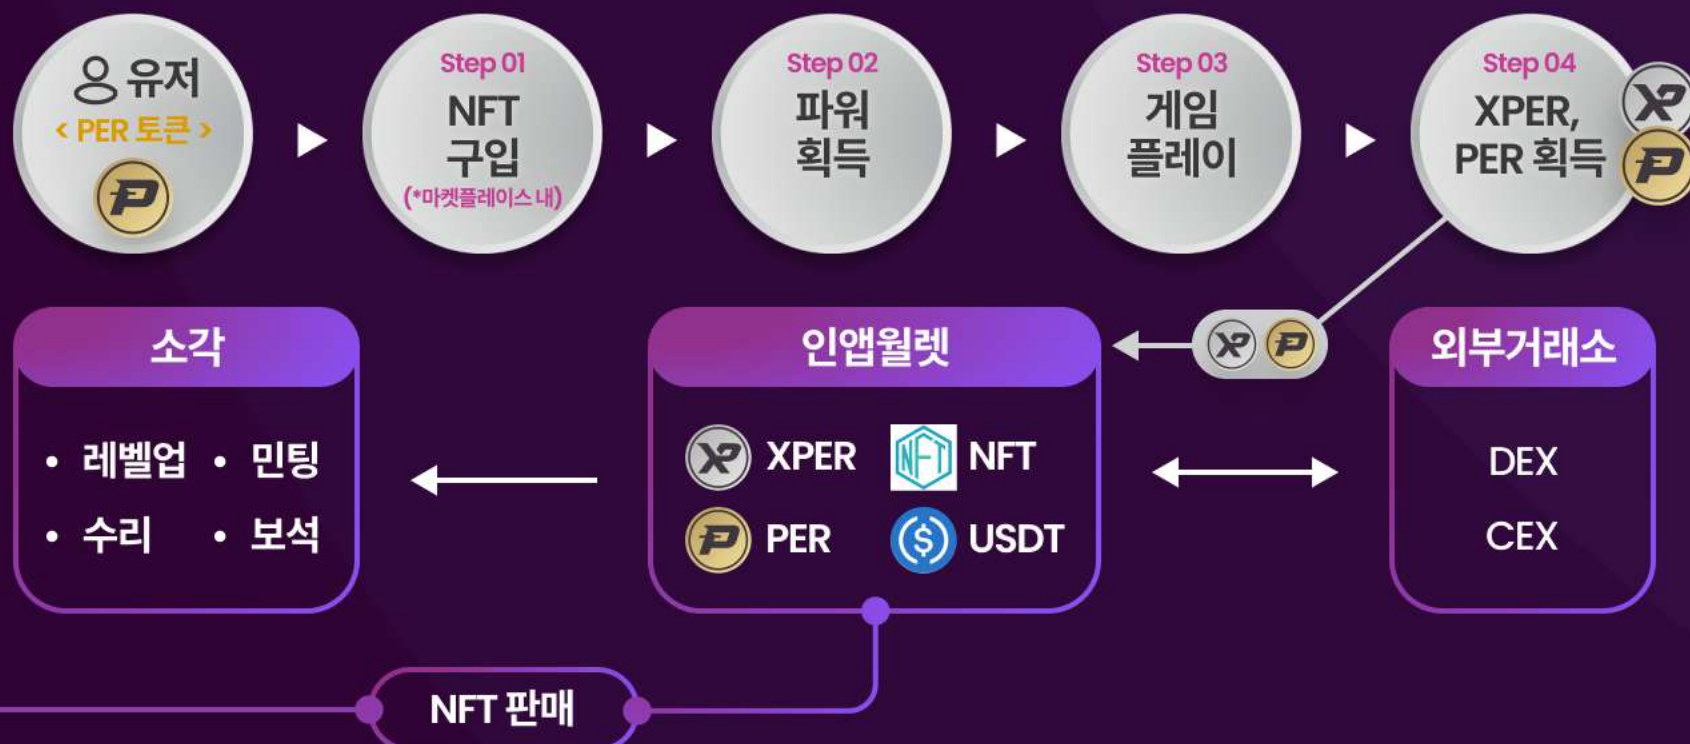 유저
< PER 토큰 >
Step 01
NFT
구입
(*마켓플레이스 내)
Step 02
파워
획득
Step 03
게임
플레이
Step 04
XPER,
PER 획득
소각
• 레벨업 • 민팅
• 수리 • 보석
인앱월렛
XPER NFT NFT
PER $ USDT
외부거래소
DEX
CEX
NFT 판매